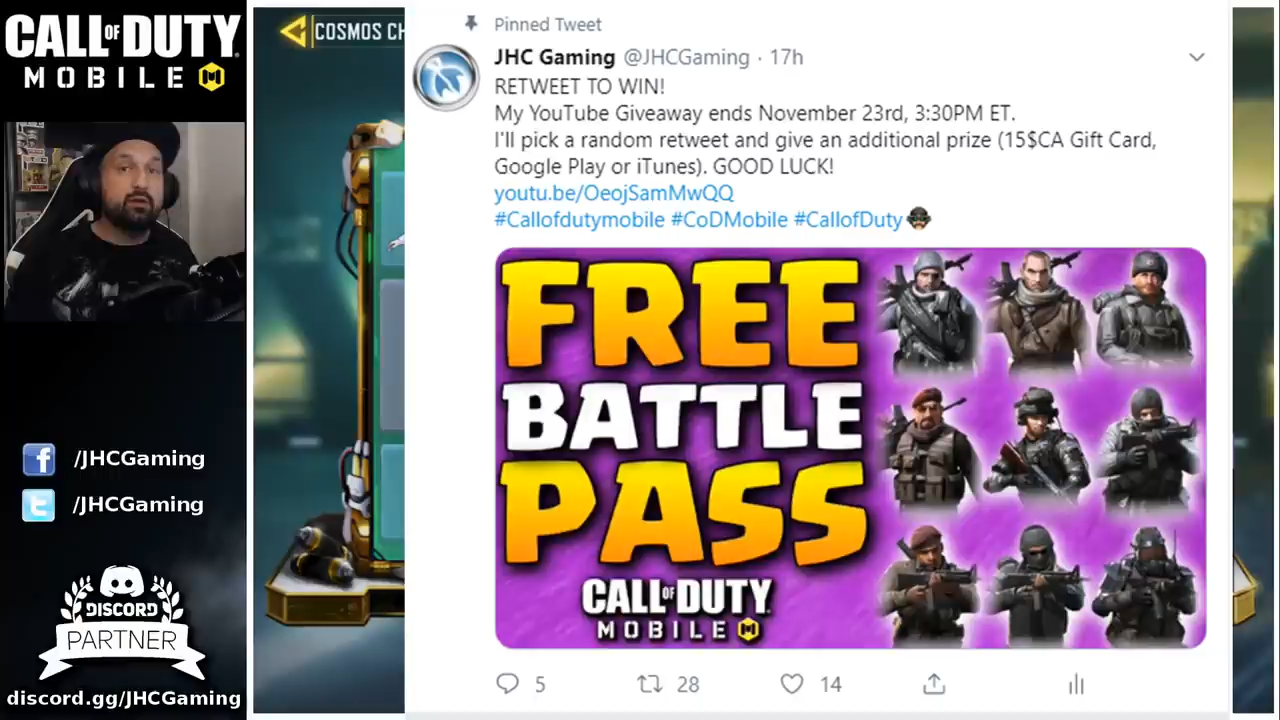 CALL OF DUTY
MOBILE
/JHCGaming
/JHCGaming
DISCORD
PARTNER
discord.gg/JHCGaming
COSMOS CH
Pinned Tweet
JHC Gaming @JHCGaming · 17h
RETWEET TO WIN!
My YouTube Giveaway ends November 23rd, 3:30PM ET.
I'll pick a random retweet and give an additional prize (15$CA Gift Card,
Google Play or iTunes). GOOD LUCK!
youtu.be/OeojSamMwQQ
#Callofdutymobile #CoDMobile #CallofDuty
FREE
BATTLE
PASS
CALL OF DUTY
MOBILE
5 28 14